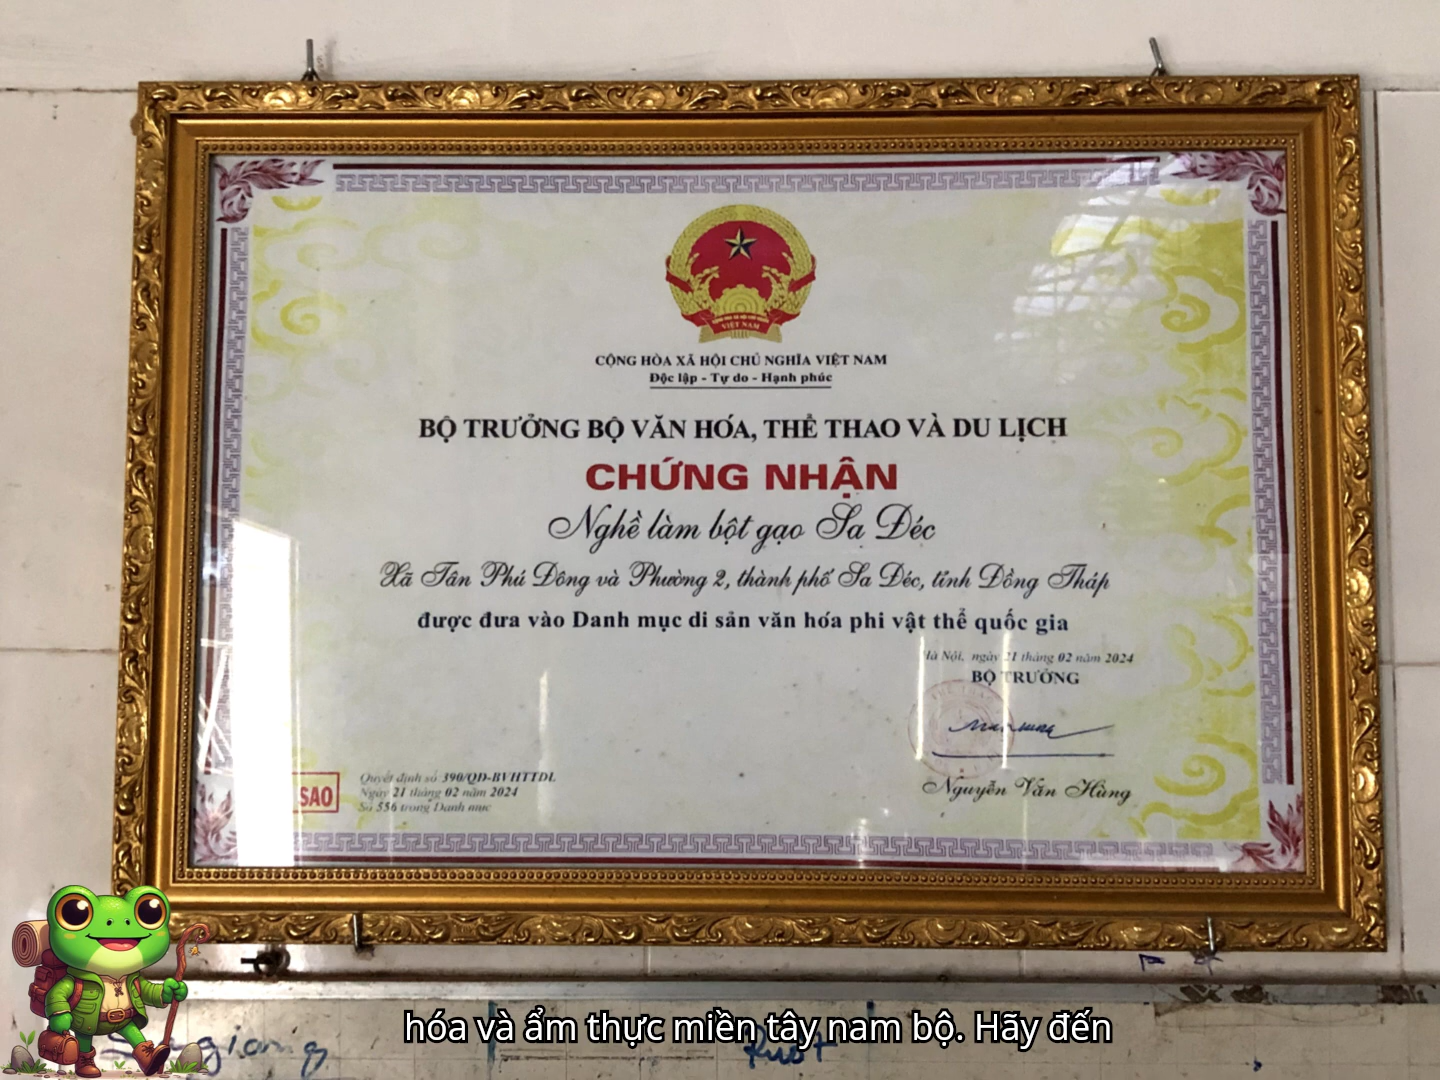 VIỆT NAM
CỘNG HÒA XÃ HỘI CHỦ NGHĨA VIỆT NAM
Độc lập - Tự do - Hạnh phúc
BỘ TRƯỞNG BỘ VĂN HÓA, THỂ THAO VÀ DU LỊCH
CHỨNG NHẬN
Nghề làm bột gạo Sa Đéc
Xã Tân Phú Đông và Phường 2, thành phố Sa Đéc, tỉnh Đồng Tháp
được đưa vào Danh mục di sản văn hóa phi vật thể quốc gia
Hà Nội, ngày 21 tháng 02 năm 2024
BỘ TRƯỞNG
Nguyễn Văn Hùng
SAO
Quyết định số 390/QĐ-BVHTTDL
Ngày 21 tháng 02 năm 2024
Số 556 trong Danh mục
hóa và ẩm thực miền tây nam bộ. Hãy đến